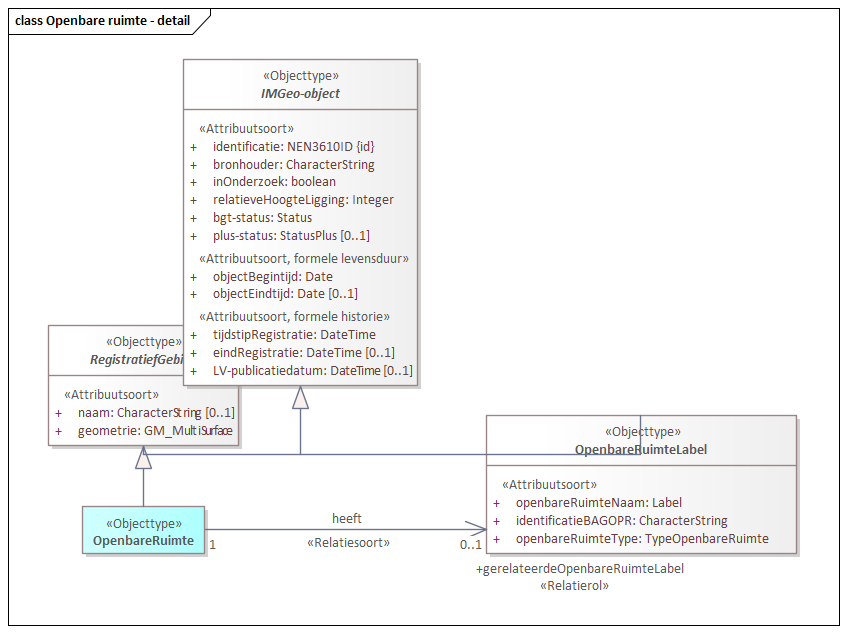 class Openbare ruimte - detail
«Objecttype»
IMGeo-object
«Attribuutsoort»
+ identificatie: NEN3610ID {id}
+ bronhouder: CharacterString
+ inOnderzoek: boolean
+ relatieveHoogteLigging: Integer
+ bgt-status: Status
+ plus-status: StatusPlus [0..1]
«Attribuutsoort, formele levensduur»
+ objectBegintijd: Date
+ objectEindtijd: Date [0..1]
«Attribuutsoort, formele historie»
+ tijdstipRegistratie: DateTime
+ eindRegistratie: DateTime [0..1]
+ LV-publicatiedatum: DateTime [0..1]
«Objecttype»
RegistratiefGebi
«Attribuutsoort»
+ naam: CharacterString [0..1]
+ geometrie: GM_MultiSurface
«Objecttype»
OpenbareRuimteLabel
«Attribuutsoort»
+ openbareRuimteNaam: Label
+ identificatieBAGOPR: CharacterString
+ openbareRuimteType: TypeOpenbareRuimte
«Objecttype»
OpenbareRuimte
heeft
1
«Relatiesoort»
0..1
+gerelateerdeOpenbareRuimteLabel
«Relatierol»